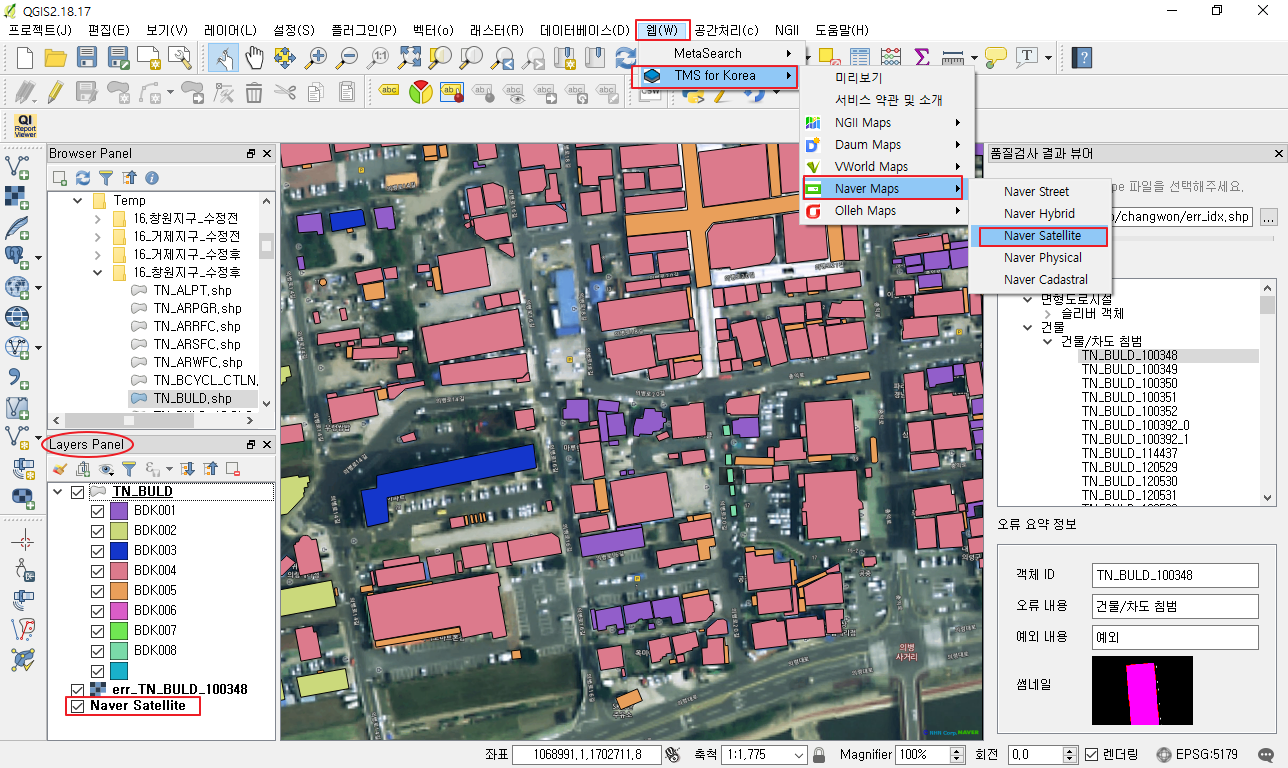 QGIS2.18.17
프로젝트(J) 편집(E) 뷰(V) 레이어(L) 설정(S) 플러그인(P) 벡터(o) 래스터(R) 데이터베이스(D) 웹(W) 공간처리(C) NGII 도움말(H)
MetaSearch
TMS for Korea
미리보기
서비스 약관 및 소개
NGII Maps
Daum Maps
VWorld Maps
Naver Maps
Olleh Maps
Naver Street
Naver Hybrid
Naver Satellite
Naver Physical
Naver Cadastral
QI
Report
Viewer
Browser Panel
Temp
16_창원지구_수정전
16_거제지구_수정전
16_거제지구_수정후
15_창원지구_수정후
TN_ALPT.shp
TN_ARPGR.shp
TN_ARRFC.shp
TN_ARSFC.shp
TN_ARWFC.shp
TN_BCYCL_CTLN.
TN_BULD.shp
Layers Panel
TN_BULD
BDK001
BDK002
BDK003
BDK004
BDK005
BDK006
BDK007
BDK008
err_TN_BULD_100348
Naver Satellite
의병
사거리
NHN Corp. NAVER
품질검사 결과 뷰어
파일을 선택해주세요.
/changwon/err_idx.shp
...
면형도로시설
슬리버 객체
건물
건물/차도 침범
TN_BULD_100348
TN_BULD_100349
TN_BULD_100350
TN_BULD_100351
TN_BULD_100352
TN_BULD_100392_0
TN_BULD_100392_1
TN_BULD_114437
TN_BULD_120529
TN_BULD_120530
TN_BULD_120531
오류 요약 정보
객체 ID TN_BULD_100348
오류 내용 건물/차도 침범
예외 내용 예외
썸네일
좌표 1068991.1,1702711.8 축척 1:1,775 Magnifier 100% 회전 0.0 렌더링 EPSG:5179